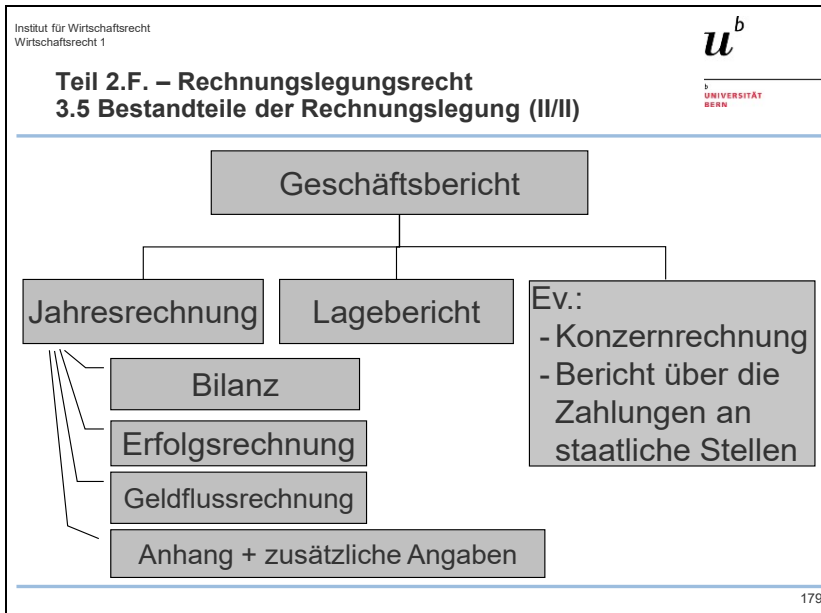 Institut für Wirtschaftsrecht
Wirtschaftsrecht 1
u^b
b
UNIVERSITÄT
BERN
Teil 2.F. – Rechnungslegungsrecht
3.5 Bestandteile der Rechnungslegung (II/II)
Geschäftsbericht
Jahresrechnung
Lagebericht
Ev.:
- Konzernrechnung
- Bericht über die
Zahlungen an
staatliche Stellen
Bilanz
Erfolgsrechnung
Geldflussrechnung
Anhang + zusätzliche Angaben
179